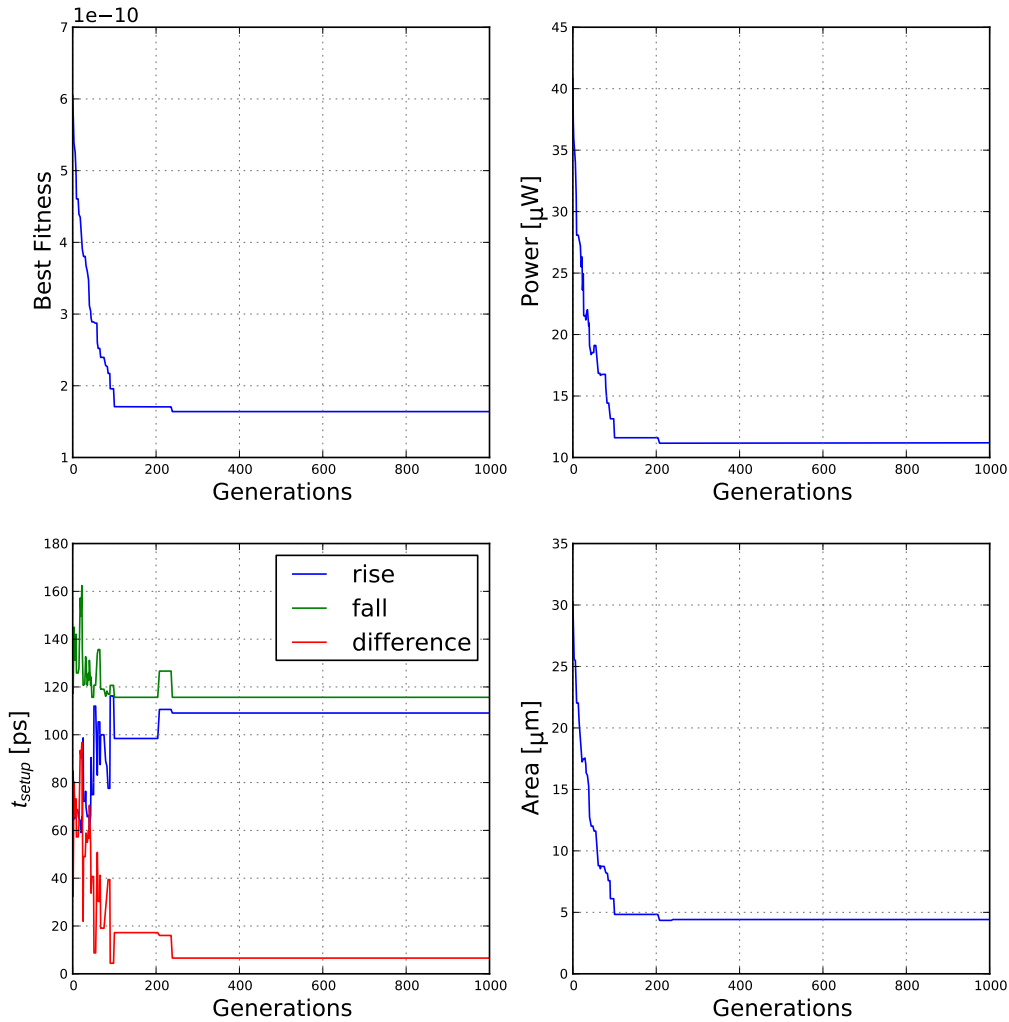 1e−10
7
6
5
4
3
2
1
Best Fitness
0 200 400 600 800 1000
Generations
45
40
35
30
25
20
15
10
Power [μW]
0 200 400 600 800 1000
Generations
180
160
140
120
100
80
60
40
20
0
t_setup [ps]
rise
fall
difference
0 200 400 600 800 1000
Generations
35
30
25
20
15
10
5
0
Area [μm]
0 200 400 600 800 1000
Generations